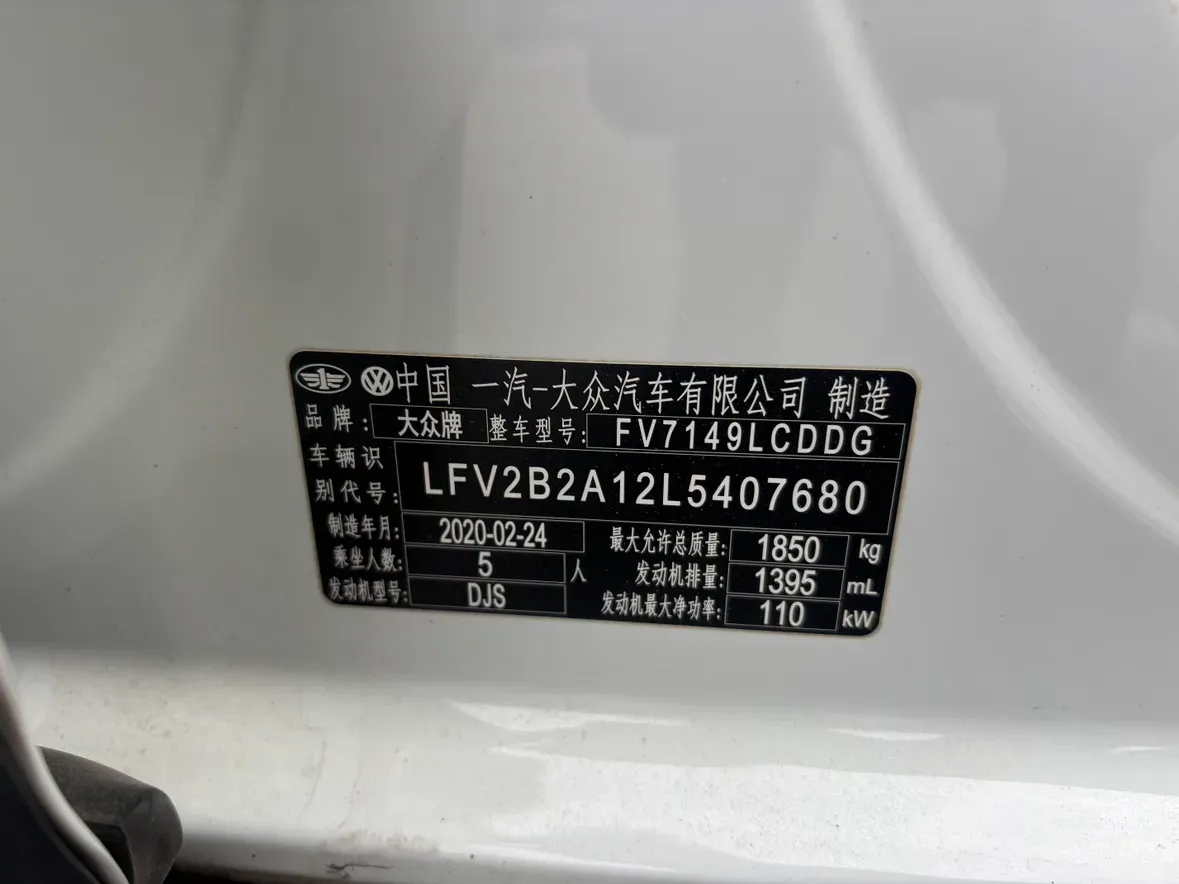 中国 一汽-大众汽车有限公司 制造
品牌: 大众牌 整车型号: FV7149LCDDG
车辆识
别代号: LFV2B2A12L5407680
制造年月: 2020-02-24 最大允许总质量: 1850 kg
乘坐人数: 5 人 发动机排量: 1395 mL
发动机型号: DJS 发动机最大净功率: 110 kW